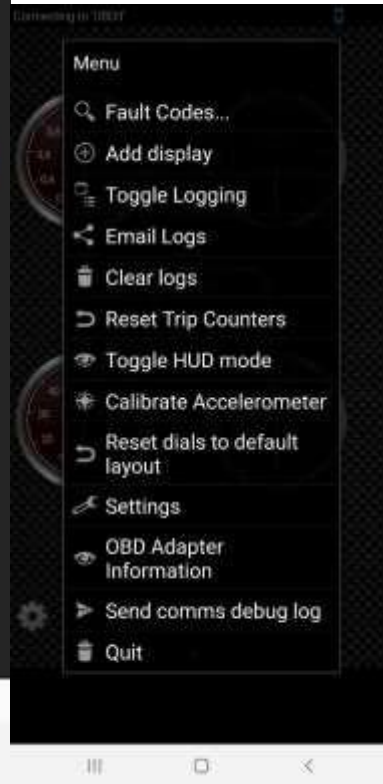 Connecting to 'OBDII'
Menu
Fault Codes...
Add display
Toggle Logging
Email Logs
Clear logs
Reset Trip Counters
Toggle HUD mode
Calibrate Accelerometer
Reset dials to default
layout
Settings
OBD Adapter
Information
Send comms debug log
Quit